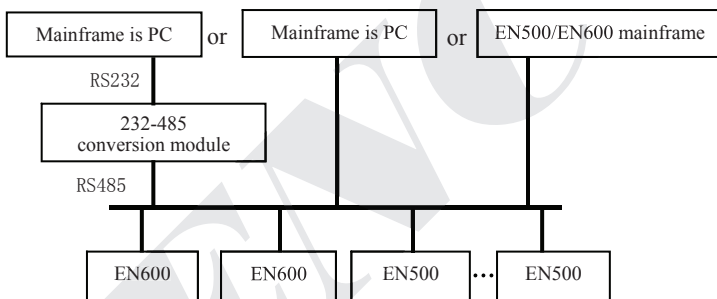 Mainframe is PC or Mainframe is PC or EN500/EN600 mainframe
RS232
232-485
conversion module
RS485
EN600 EN600 EN500 ... EN500
ENC